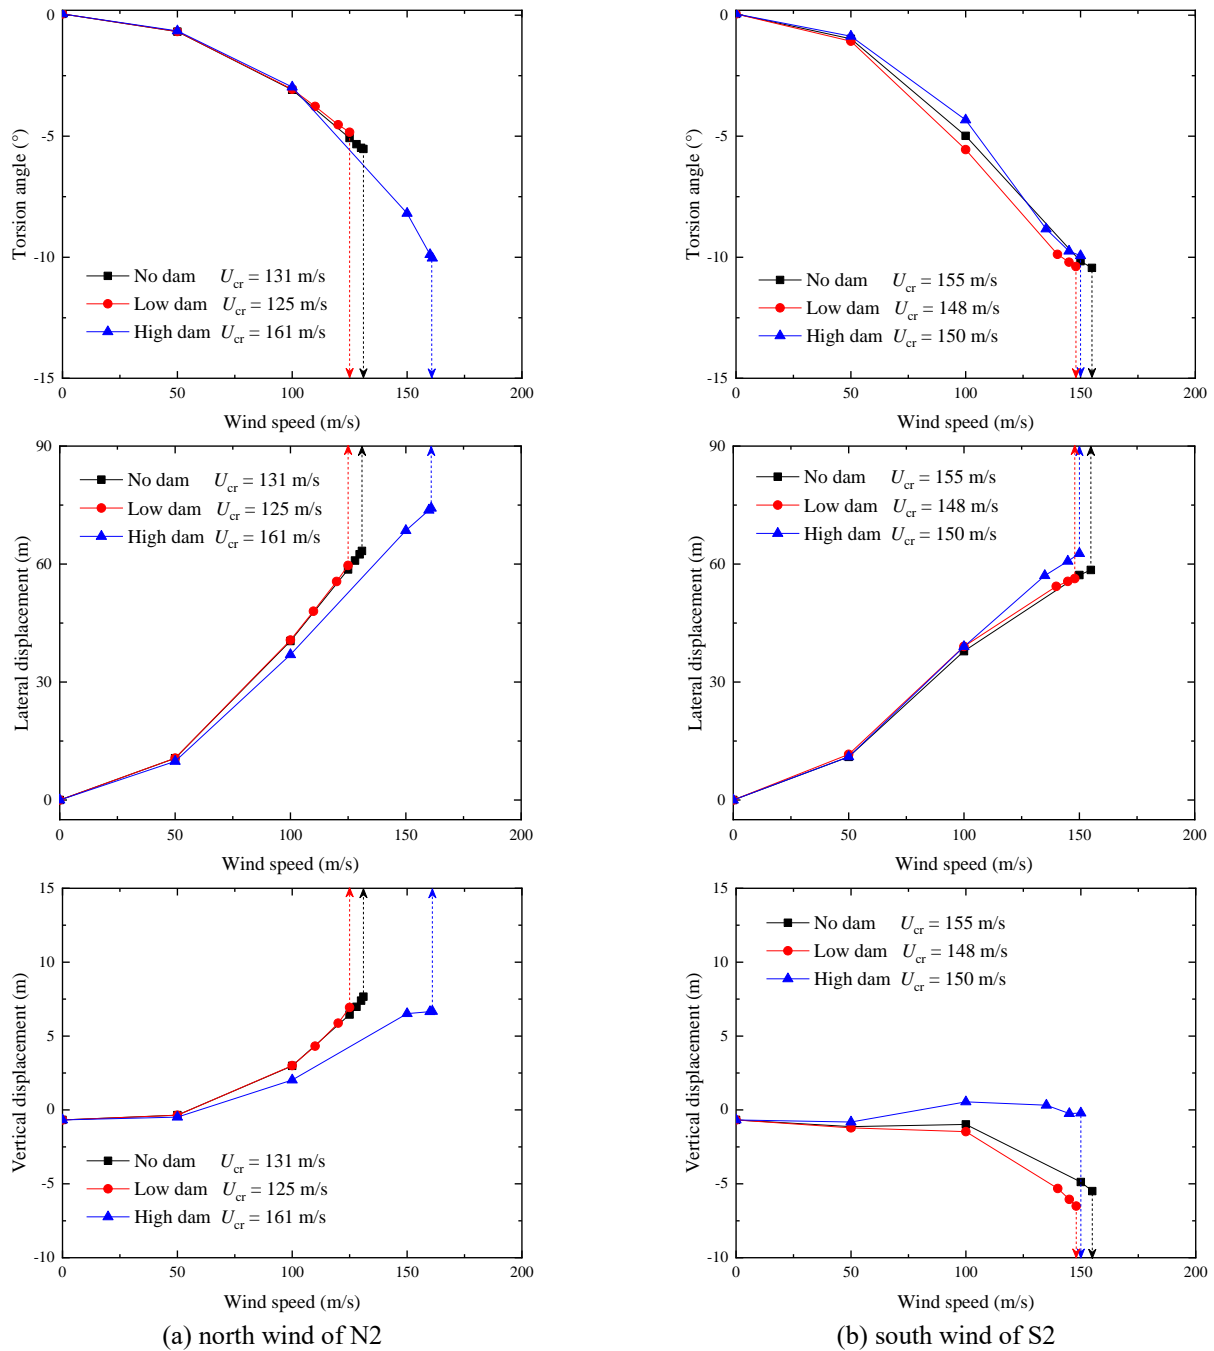 0
-5
-10
-15
Torsion angle (°)
No dam U_cr = 131 m/s
Low dam U_cr = 125 m/s
High dam U_cr = 161 m/s
0 50 100 150 200
Wind speed (m/s)
0
-5
-10
-15
Torsion angle (°)
No dam U_cr = 155 m/s
Low dam U_cr = 148 m/s
High dam U_cr = 150 m/s
0 50 100 150 200
Wind speed (m/s)
90
60
30
0
Lateral displacement (m)
No dam U_cr = 131 m/s
Low dam U_cr = 125 m/s
High dam U_cr = 161 m/s
0 50 100 150 200
Wind speed (m/s)
90
60
30
0
Lateral displacement (m)
No dam U_cr = 155 m/s
Low dam U_cr = 148 m/s
High dam U_cr = 150 m/s
0 50 100 150 200
Wind speed (m/s)
15
10
5
0
-5
-10
Vertical displacement (m)
No dam U_cr = 131 m/s
Low dam U_cr = 125 m/s
High dam U_cr = 161 m/s
0 50 100 150 200
Wind speed (m/s)
15
10
5
0
-5
-10
Vertical displacement (m)
No dam U_cr = 155 m/s
Low dam U_cr = 148 m/s
High dam U_cr = 150 m/s
0 50 100 150 200
Wind speed (m/s)
(a) north wind of N2
(b) south wind of S2